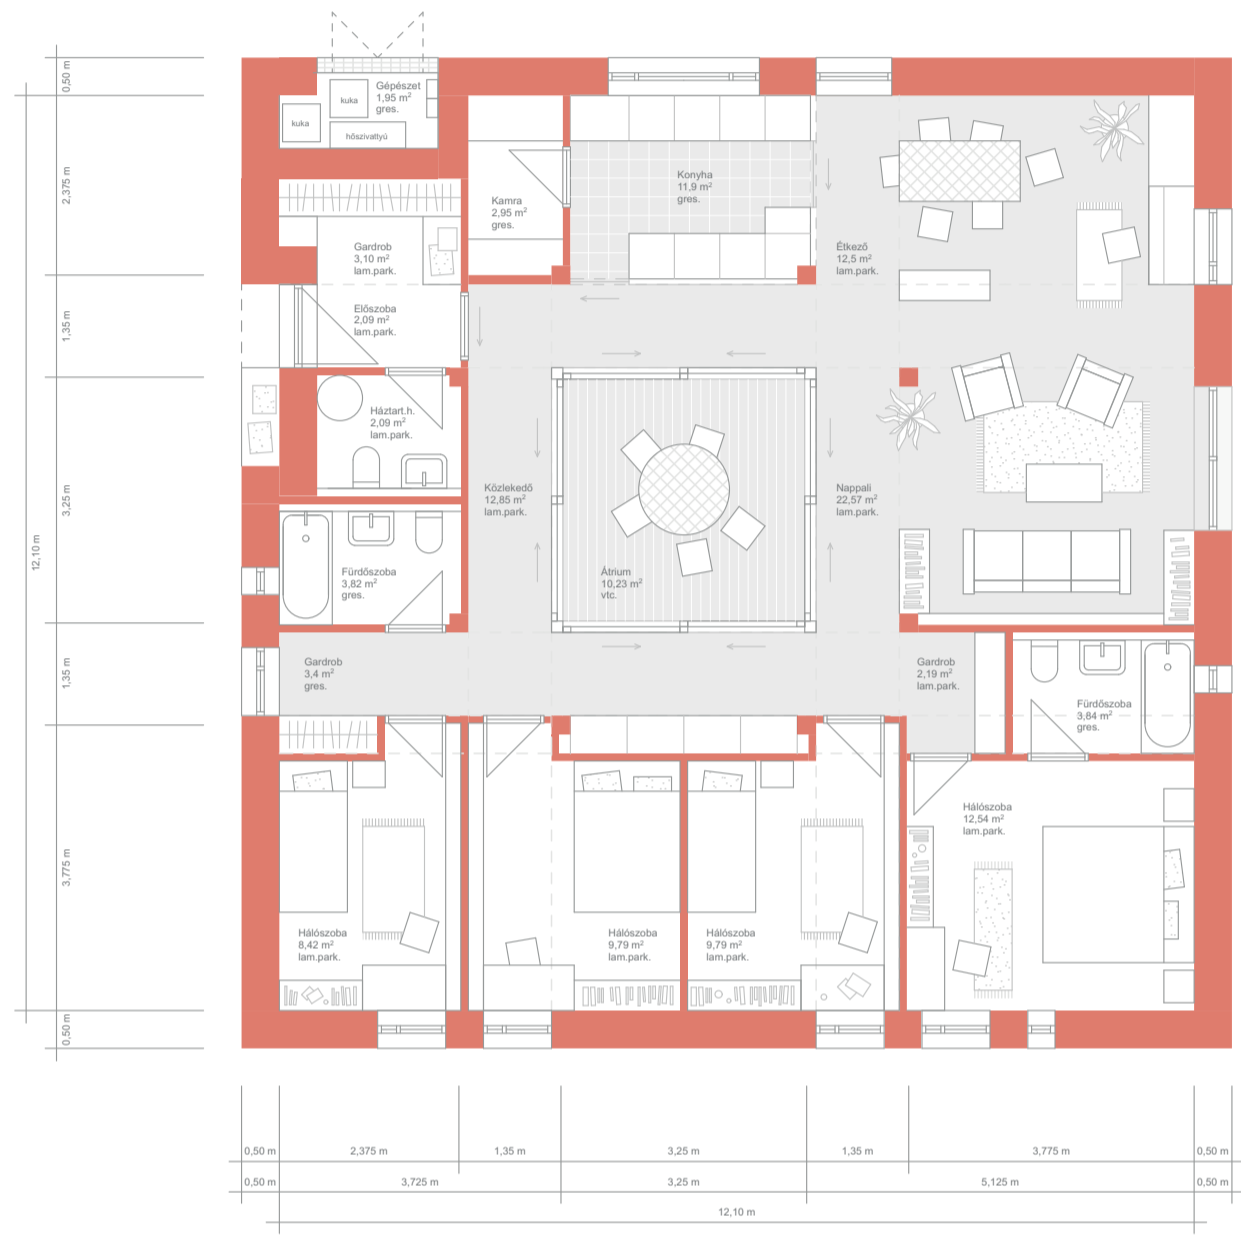 0,50 m
2,375 m
1,35 m
3,25 m
12,10 m
1,35 m
3,775 m
0,50 m
Gépészet
1,95 m²
gres.
kuka
kuka
hőszivattyú
Kamra
2,95 m²
gres.
Konyha
11,9 m²
gres.
Étkező
12,5 m²
lam.park.
Gardrob
3,10 m²
lam.park.
Előszoba
2,09 m²
lam.park.
Háztart.h.
2,09 m²
lam.park.
Közlekedő
12,85 m²
lam.park.
Nappali
22,57 m²
lam.park.
Átrium
10,23 m²
vtc.
Fürdőszoba
3,82 m²
gres.
Gardrob
3,4 m²
gres.
Gardrob
2,19 m²
lam.park.
Fürdőszoba
3,84 m²
gres.
Hálószoba
12,54 m²
lam.park.
Hálószoba
8,42 m²
lam.park.
Hálószoba
9,79 m²
lam.park.
Hálószoba
9,79 m²
lam.park.
0,50 m 2,375 m 1,35 m 3,25 m 1,35 m 3,775 m 0,50 m
0,50 m 3,725 m 3,25 m 5,125 m 0,50 m
12,10 m